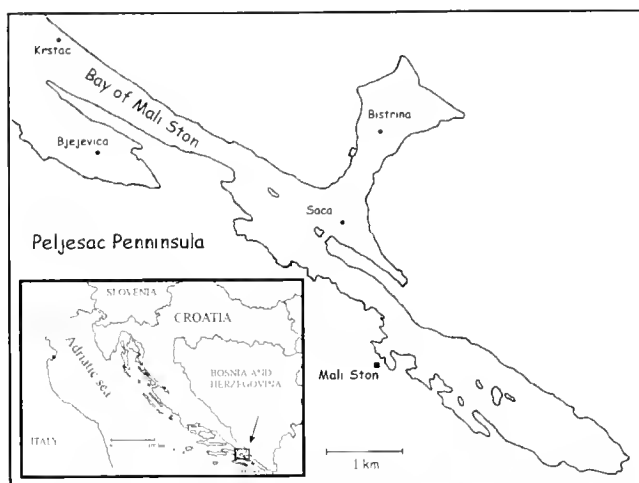 Krstac
Bay of Mali Ston
Bistrina
Bjejevica
Saca
Peljesac Penninsula
SLOVENIA
CROATIA
Adriatic sea
BOSNIA AND
HERZEGOVINA
Mali Ston
ITALY
1 km